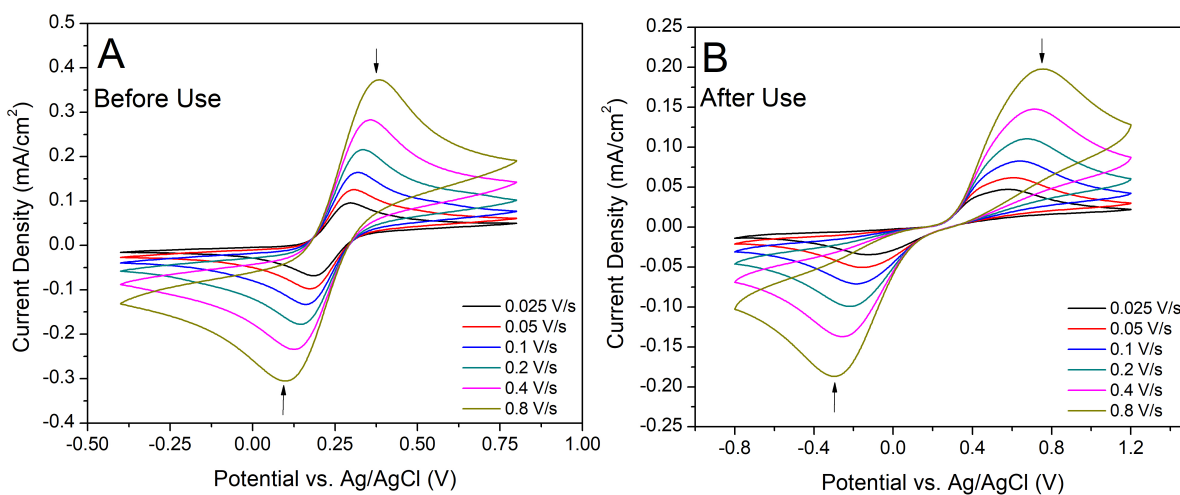 A
Before Use
0.5
0.4
0.3
0.2
0.1
0.0
-0.1
-0.2
-0.3
-0.4
Current Density (mA/cm²)
-0.50
-0.25
0.00
0.25
0.50
0.75
1.00
Potential vs. Ag/AgCl (V)
0.025 V/s
0.05 V/s
0.1 V/s
0.2 V/s
0.4 V/s
0.8 V/s
B
After Use
0.25
0.20
0.15
0.10
0.05
0.00
-0.05
-0.10
-0.15
-0.20
-0.25
Current Density (mA/cm²)
-0.8
-0.4
0.0
0.4
0.8
1.2
Potential vs. Ag/AgCl (V)
0.025 V/s
0.05 V/s
0.1 V/s
0.2 V/s
0.4 V/s
0.8 V/s